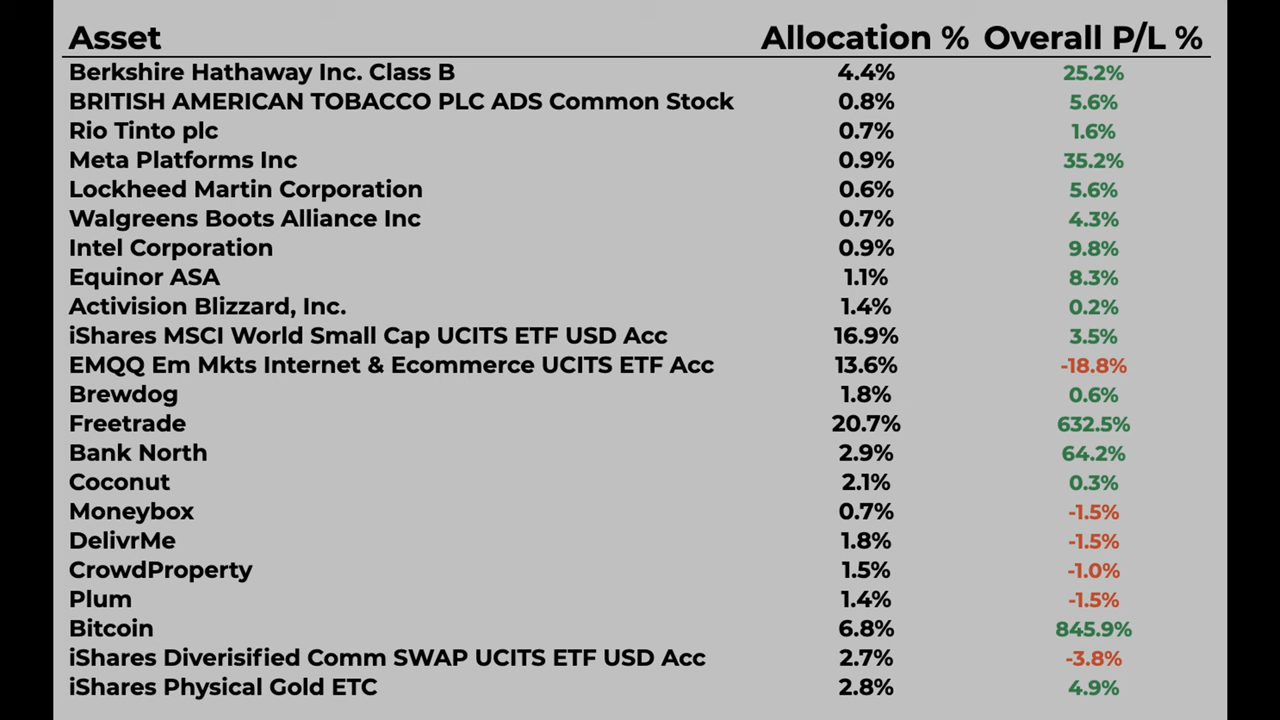 Asset Allocation % Overall P/L %
Berkshire Hathaway Inc. Class B 4.4% 25.2%
BRITISH AMERICAN TOBACCO PLC ADS Common Stock 0.8% 5.6%
Rio Tinto plc 0.7% 1.6%
Meta Platforms Inc 0.9% 35.2%
Lockheed Martin Corporation 0.6% 5.6%
Walgreens Boots Alliance Inc 0.7% 4.3%
Intel Corporation 0.9% 9.8%
Equinor ASA 1.1% 8.3%
Activision Blizzard, Inc. 1.4% 0.2%
iShares MSCI World Small Cap UCITS ETF USD Acc 16.9% 3.5%
EMQQ Em Mkts Internet & Ecommerce UCITS ETF Acc 13.6% -18.8%
Brewdog 1.8% 0.6%
Freetrade 20.7% 632.5%
Bank North 2.9% 64.2%
Coconut 2.1% 0.3%
Moneybox 0.7% -1.5%
DelivrMe 1.8% -1.5%
CrowdProperty 1.5% -1.0%
Plum 1.4% -1.5%
Bitcoin 6.8% 845.9%
iShares Diverisified Comm SWAP UCITS ETF USD Acc 2.7% -3.8%
iShares Physical Gold ETC 2.8% 4.9%